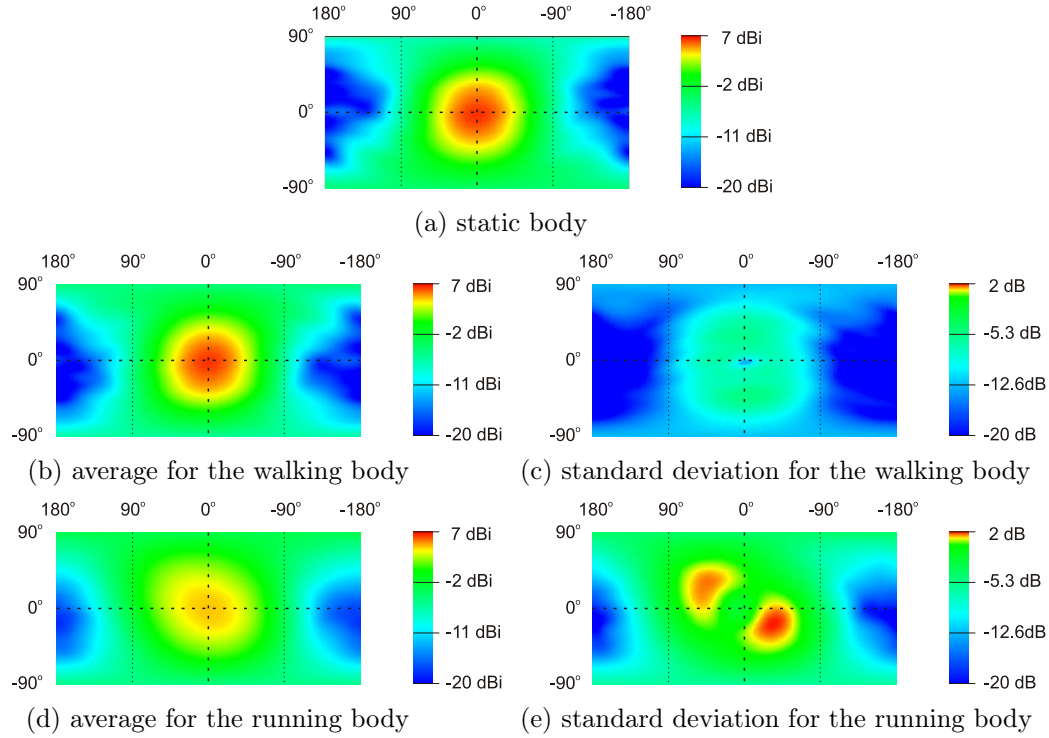 180° 90° 0° -90° -180°
90° 7 dBi
-2 dBi
0°
-11 dBi
-90° -20 dBi
(a) static body
180° 90° 0° -90° -180°
90° 7 dBi
-2 dBi
0°
-11 dBi
-90° -20 dBi
(b) average for the walking body
180° 90° 0° -90° -180°
90° 2 dB
-5.3 dB
0°
-12.6dB
-90° -20 dB
(c) standard deviation for the walking body
180° 90° 0° -90° -180°
90° 7 dBi
-2 dBi
0°
-11 dBi
-90° -20 dBi
(d) average for the running body
180° 90° 0° -90° -180°
90° 2 dB
-5.3 dB
0°
-12.6dB
-90° -20 dB
(e) standard deviation for the running body